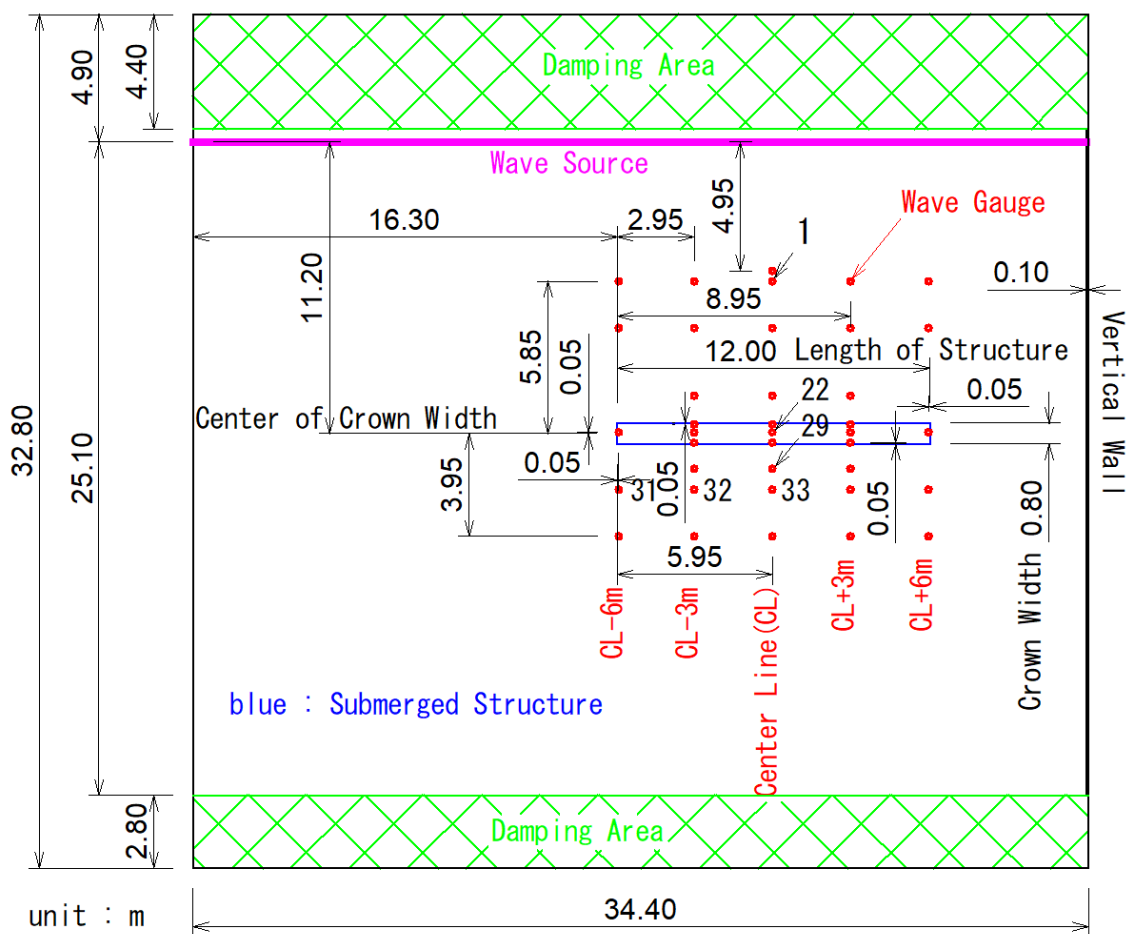 4.90
4.40
Damping Area
Wave Source
4.95
Wave Gauge
16.30
2.95
1
11.20
0.10
8.95
5.85
0.05
12.00
Length of Structure
Vertical Wall
22
0.05
Center of Crown Width
29
32.80
25.10
0.05
3.95
31
32
0.05
33
0.05
Crown Width 0.80
5.95
CL-6m
CL-3m
Center Line(CL)
CL+3m
CL+6m
blue : Submerged Structure
2.80
Damping Area
unit : m
34.40